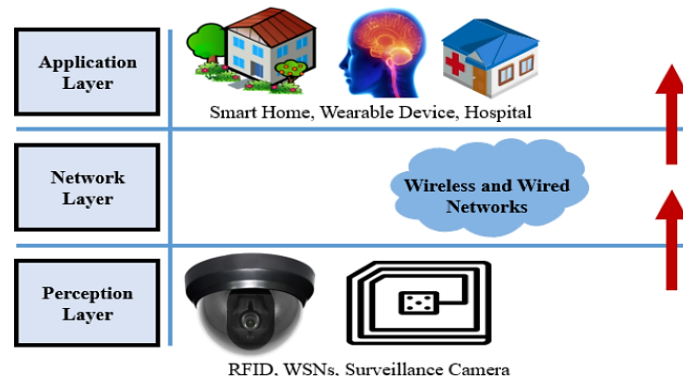 Application
Layer
Smart Home, Wearable Device, Hospital
Network
Layer
Wireless and Wired
Networks
Perception
Layer
RFID, WSNs, Surveillance Camera